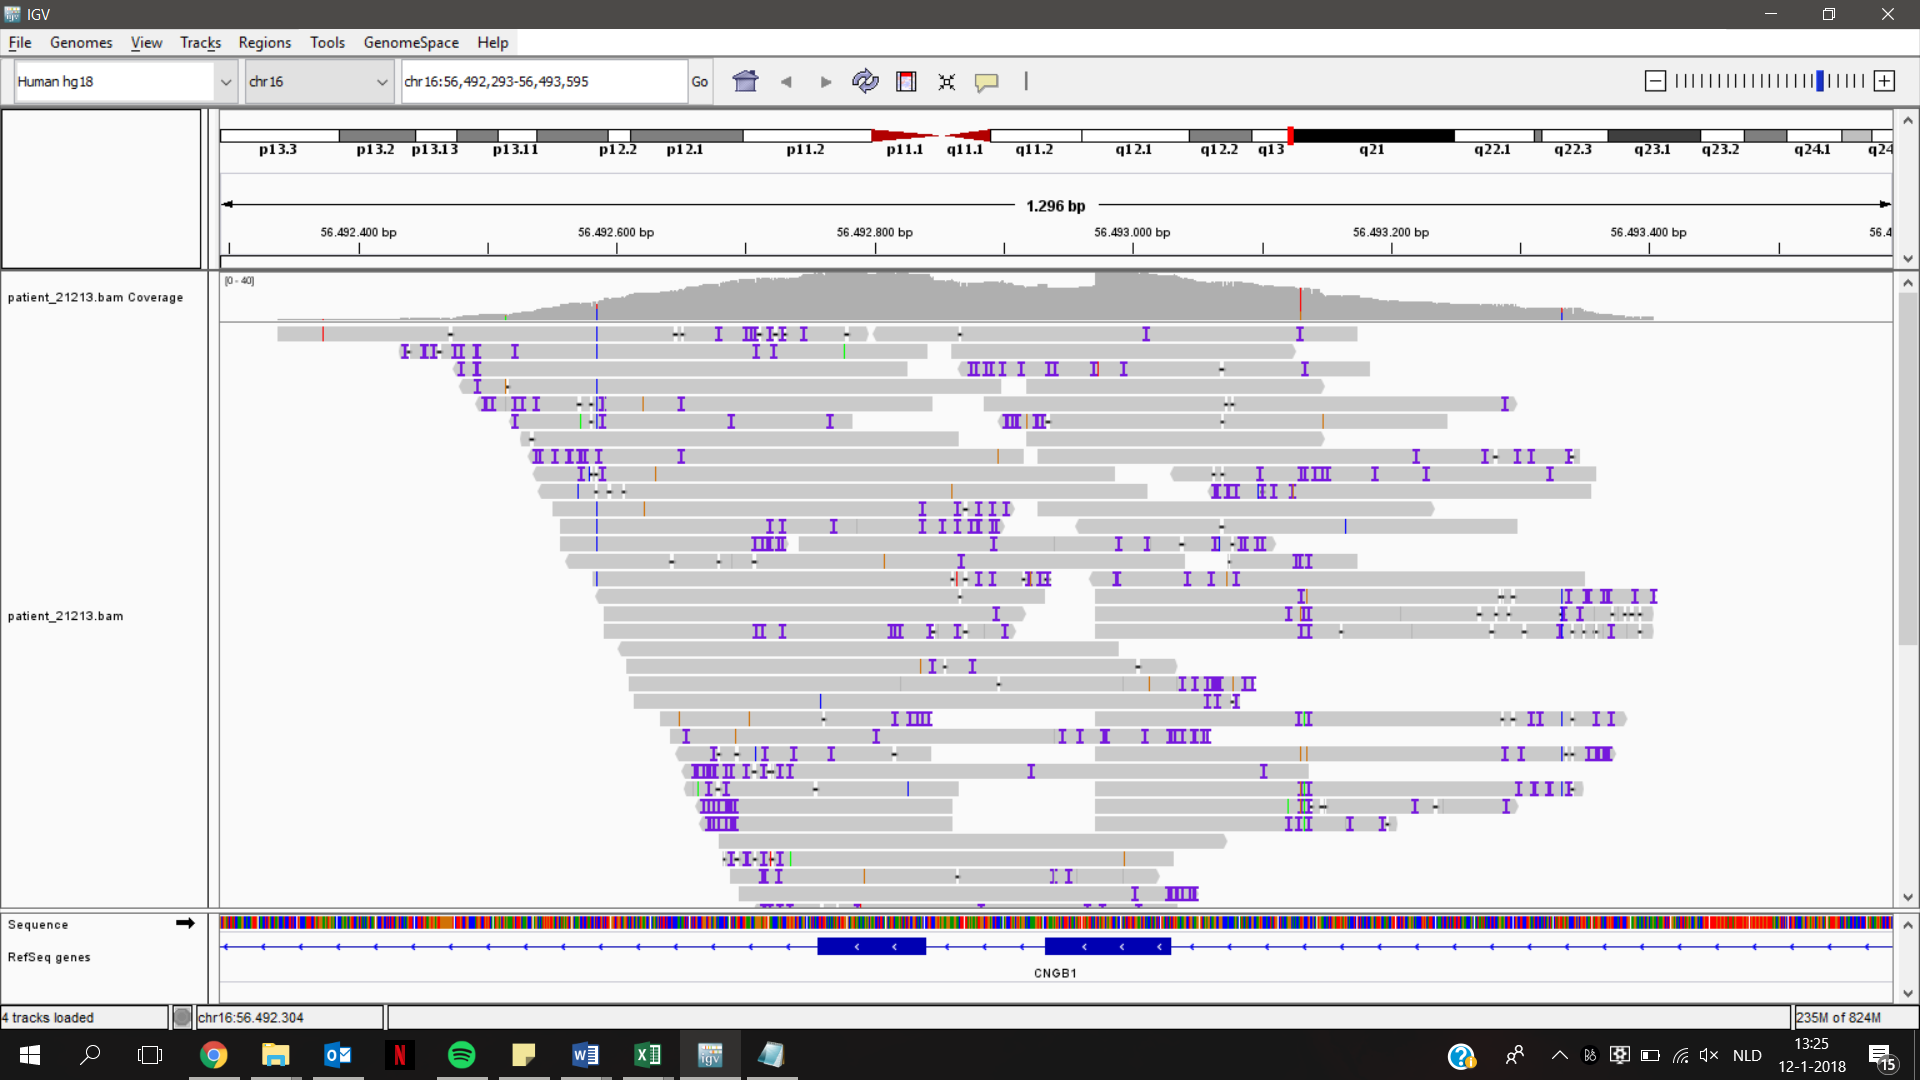 IGV
File Genomes View Tracks Regions Tools GenomeSpace Help
Human hg18 chr16 chr16:56,492,293-56,493,595 Go
p13.3 p13.2 p13.13 p13.11 p12.2 p12.1 p11.2 p11.1 q11.1 q11.2 q12.1 q12.2 q13 q21 q22.1 q22.3 q23.1 q23.2 q24.1 q24
1.296 bp
56.492.400 bp 56.492.600 bp 56.492.800 bp 56.493.000 bp 56.493.200 bp 56.493.400 bp 56.4
[0 - 40]
patient_21213.bam Coverage
patient_21213.bam
Sequence
RefSeq genes
CNGB1
4 tracks loaded chr16:56.492.304 235M of 824M
NLD 13:25
12-1-2018
15